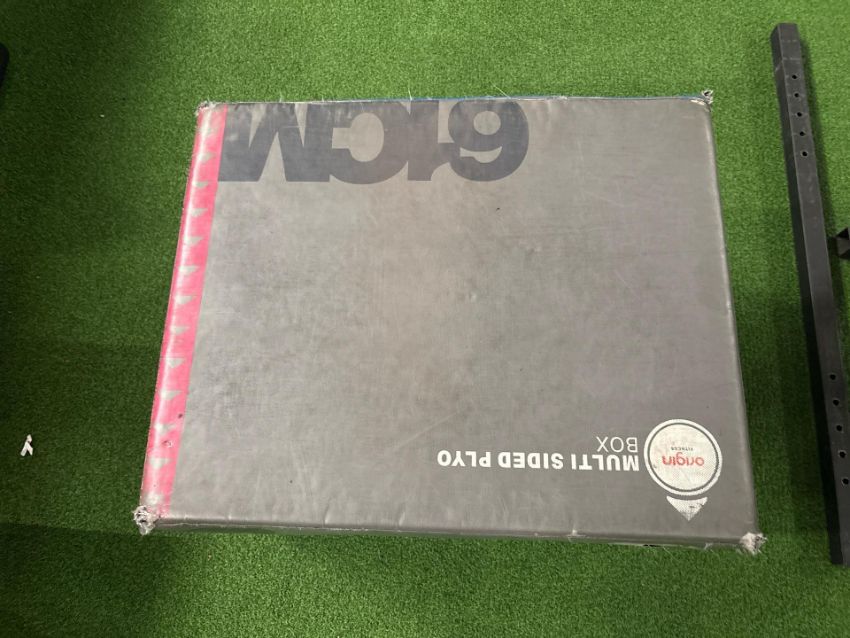 origin
FITNESS
MULTI SIDED PLYO
BOX
61CM